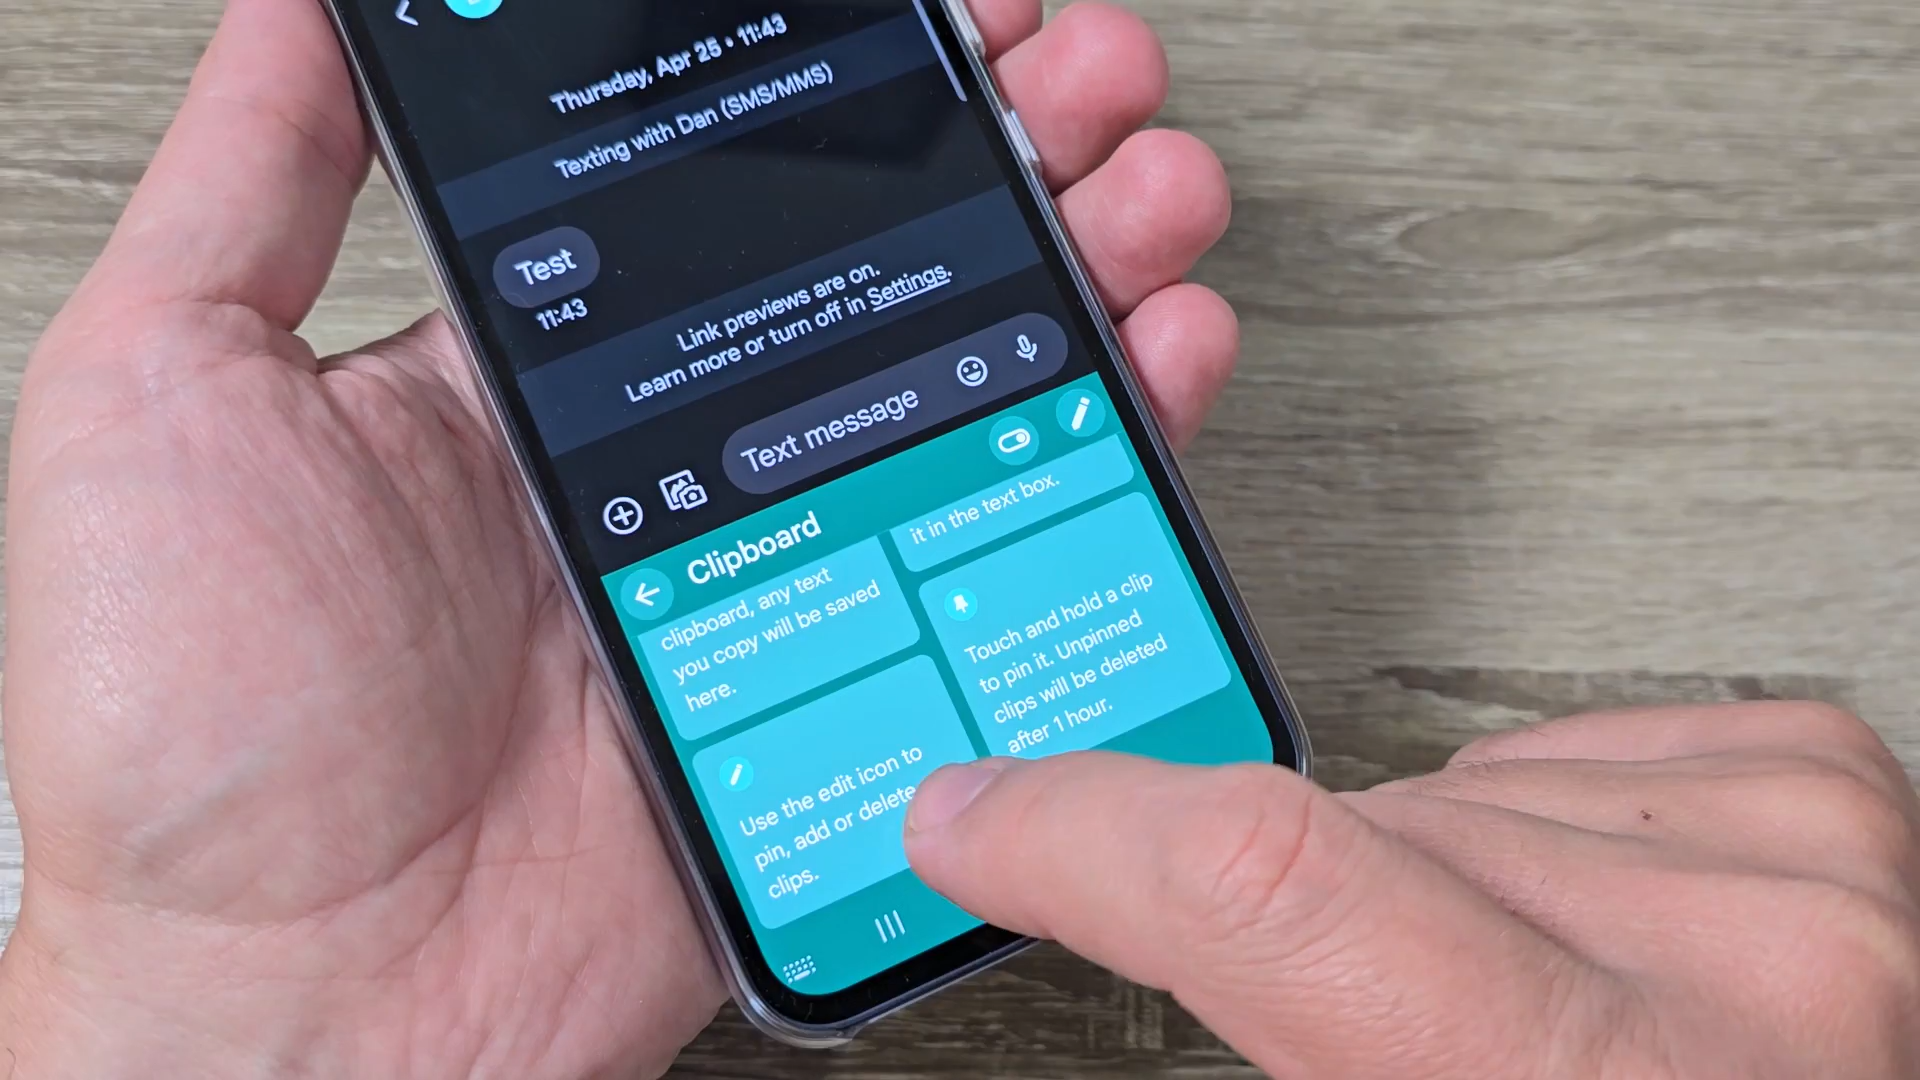 Thursday, Apr 25 • 11:43
Texting with Dan (SMS/MMS)
Test
11:43
Link previews are on.
Learn more or turn off in Settings.
Text message
Clipboard
clipboard, any text
you copy will be saved
here.
it in the text box.
Touch and hold a clip
to pin it. Unpinned
clips will be deleted
after 1 hour.
Use the edit icon to
pin, add or delete
clips.